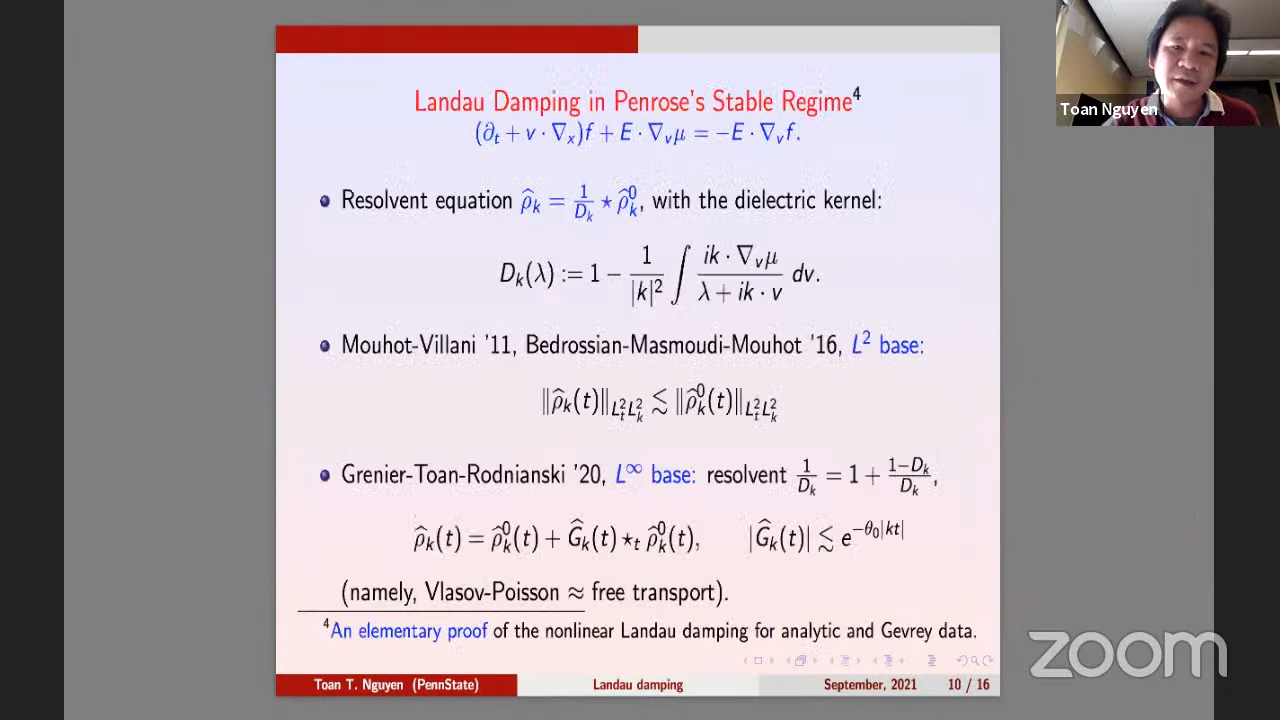 Landau Damping in Penrose's Stable Regime⁴
(∂ₜ + v · ∇ₓ)f + E · ∇ᵥμ = −E · ∇ᵥf.
Toan Nguyen
• Resolvent equation ρ̂ₖ = 1/Dₖ ⋆ ρ̂ₖ⁰, with the dielectric kernel:
Dₖ(λ) := 1 − 1/|k|² ∫ (ik · ∇ᵥμ)/(λ + ik · v) dv.
• Mouhot-Villani '11, Bedrossian-Masmoudi-Mouhot '16, L² base:
‖ρ̂ₖ(t)‖_{L²ₜL²ₖ} ≲ ‖ρ̂ₖ⁰(t)‖_{L²ₜL²ₖ}
• Grenier-Toan-Rodnianski '20, L^∞ base: resolvent 1/Dₖ = 1 + (1−Dₖ)/Dₖ,
ρ̂ₖ(t) = ρ̂ₖ⁰(t) + Ĝₖ(t) ⋆ₜ ρ̂ₖ⁰(t), |Ĝₖ(t)| ≲ e^{−θ₀|kt|}
(namely, Vlasov-Poisson ≈ free transport).
⁴An elementary proof of the nonlinear Landau damping for analytic and Gevrey data.
Toan T. Nguyen (PennState) Landau damping September, 2021 10 / 16
zoom